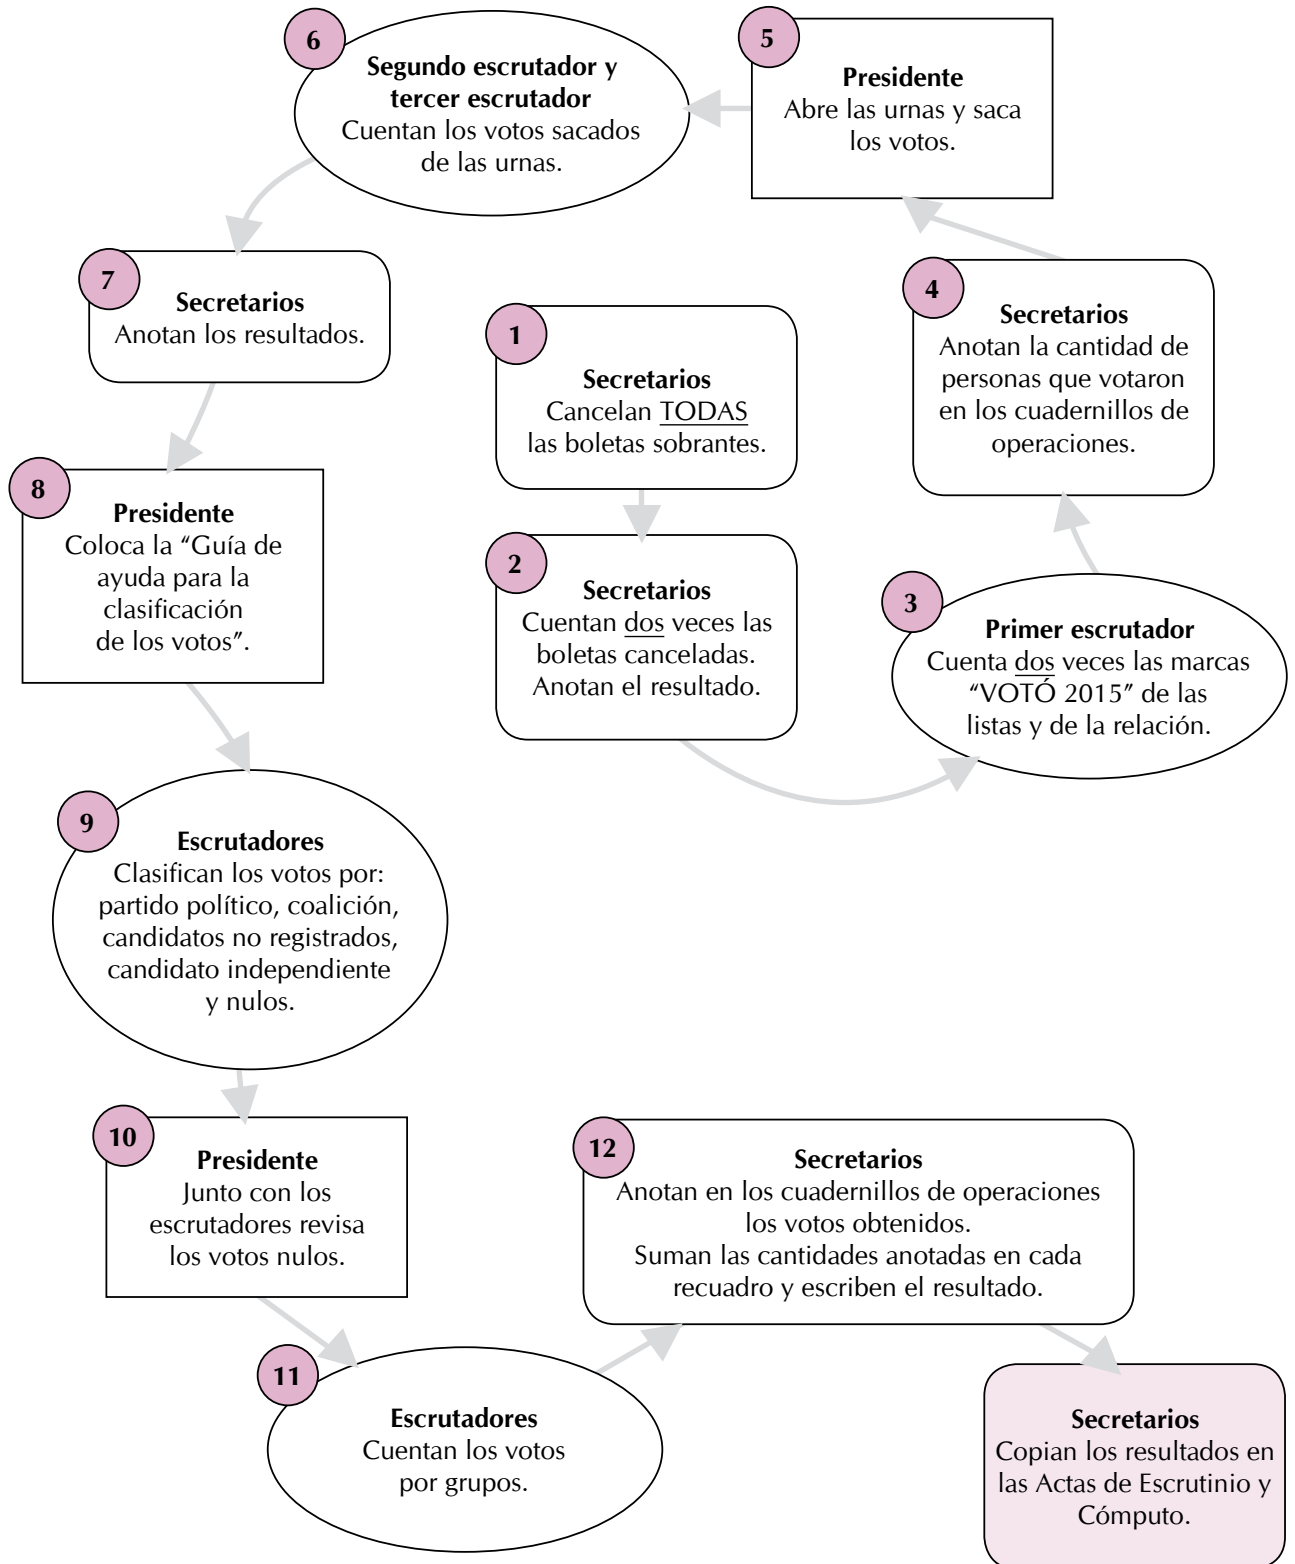 1
Secretarios
Cancelan TODAS
las boletas sobrantes.
2
Secretarios
Cuentan dos veces las
boletas canceladas.
Anotan el resultado.
3
Primer escrutador
Cuenta dos veces las marcas
“VOTÓ 2015” de las
listas y de la relación.
4
Secretarios
Anotan la cantidad de
personas que votaron
en los cuadernillos de
operaciones.
5
Presidente
Abre las urnas y saca
los votos.
6
Segundo escrutador y
tercer escrutador
Cuentan los votos sacados
de las urnas.
7
Secretarios
Anotan los resultados.
8
Presidente
Coloca la “Guía de
ayuda para la
clasificación
de los votos”.
9
Escrutadores
Clasifican los votos por:
partido político, coalición,
candidatos no registrados,
candidato independiente
y nulos.
10
Presidente
Junto con los
escrutadores revisa
los votos nulos.
11
Escrutadores
Cuentan los votos
por grupos.
12
Secretarios
Anotan en los cuadernillos de operaciones
los votos obtenidos.
Suman las cantidades anotadas en cada
recuadro y escriben el resultado.
Secretarios
Copian los resultados en
las Actas de Escrutinio y
Cómputo.